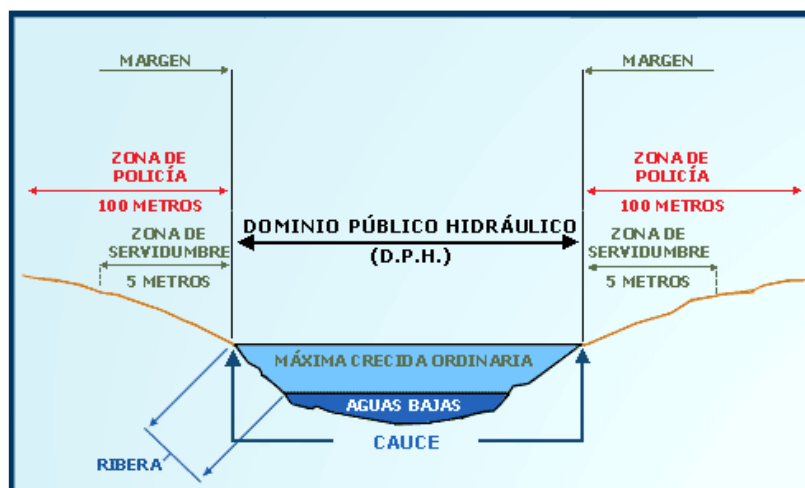 MARGEN
MARGEN
ZONA DE
POLICÍA
100 METROS
ZONA DE
POLICÍA
100 METROS
DOMINIO PÚBLICO HIDRÁULICO
(D.P.H.)
ZONA DE
SERVIDUMBRE
5 METROS
ZONA DE
SERVIDUMBRE
5 METROS
MÁXIMA CRECIDA ORDINARIA
AGUAS BAJAS
CAUCE
RIBERA